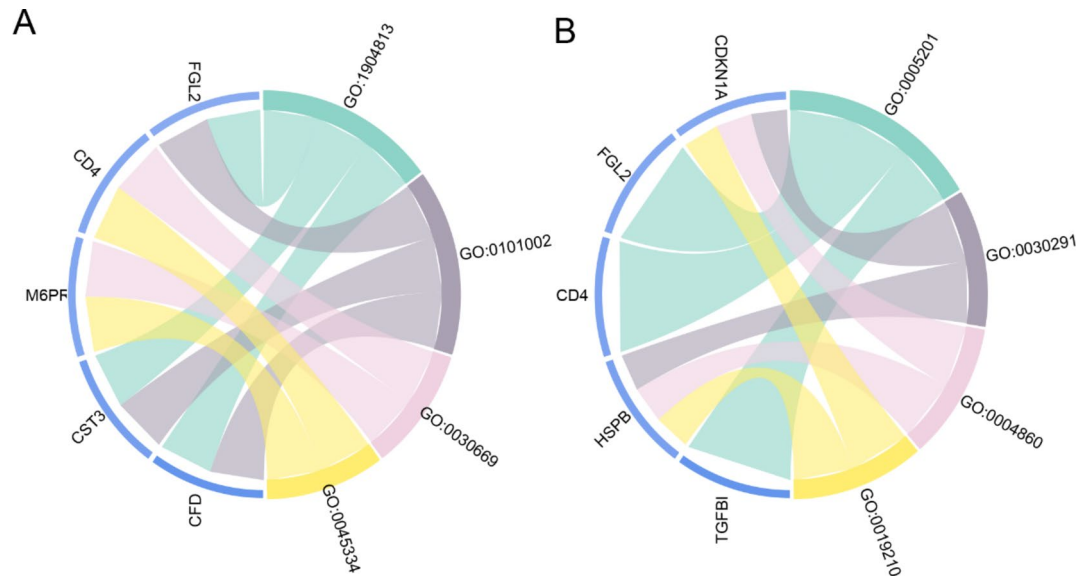 A
FGL2
GO:1904813
CD4
GO:0101002
M6PR
CST3
GO:0030669
CFD
GO:0045334
B
CDKN1A
GO:0005201
FGL2
GO:0030291
CD4
HSPB
GO:0004860
TGFBI
GO:0019210